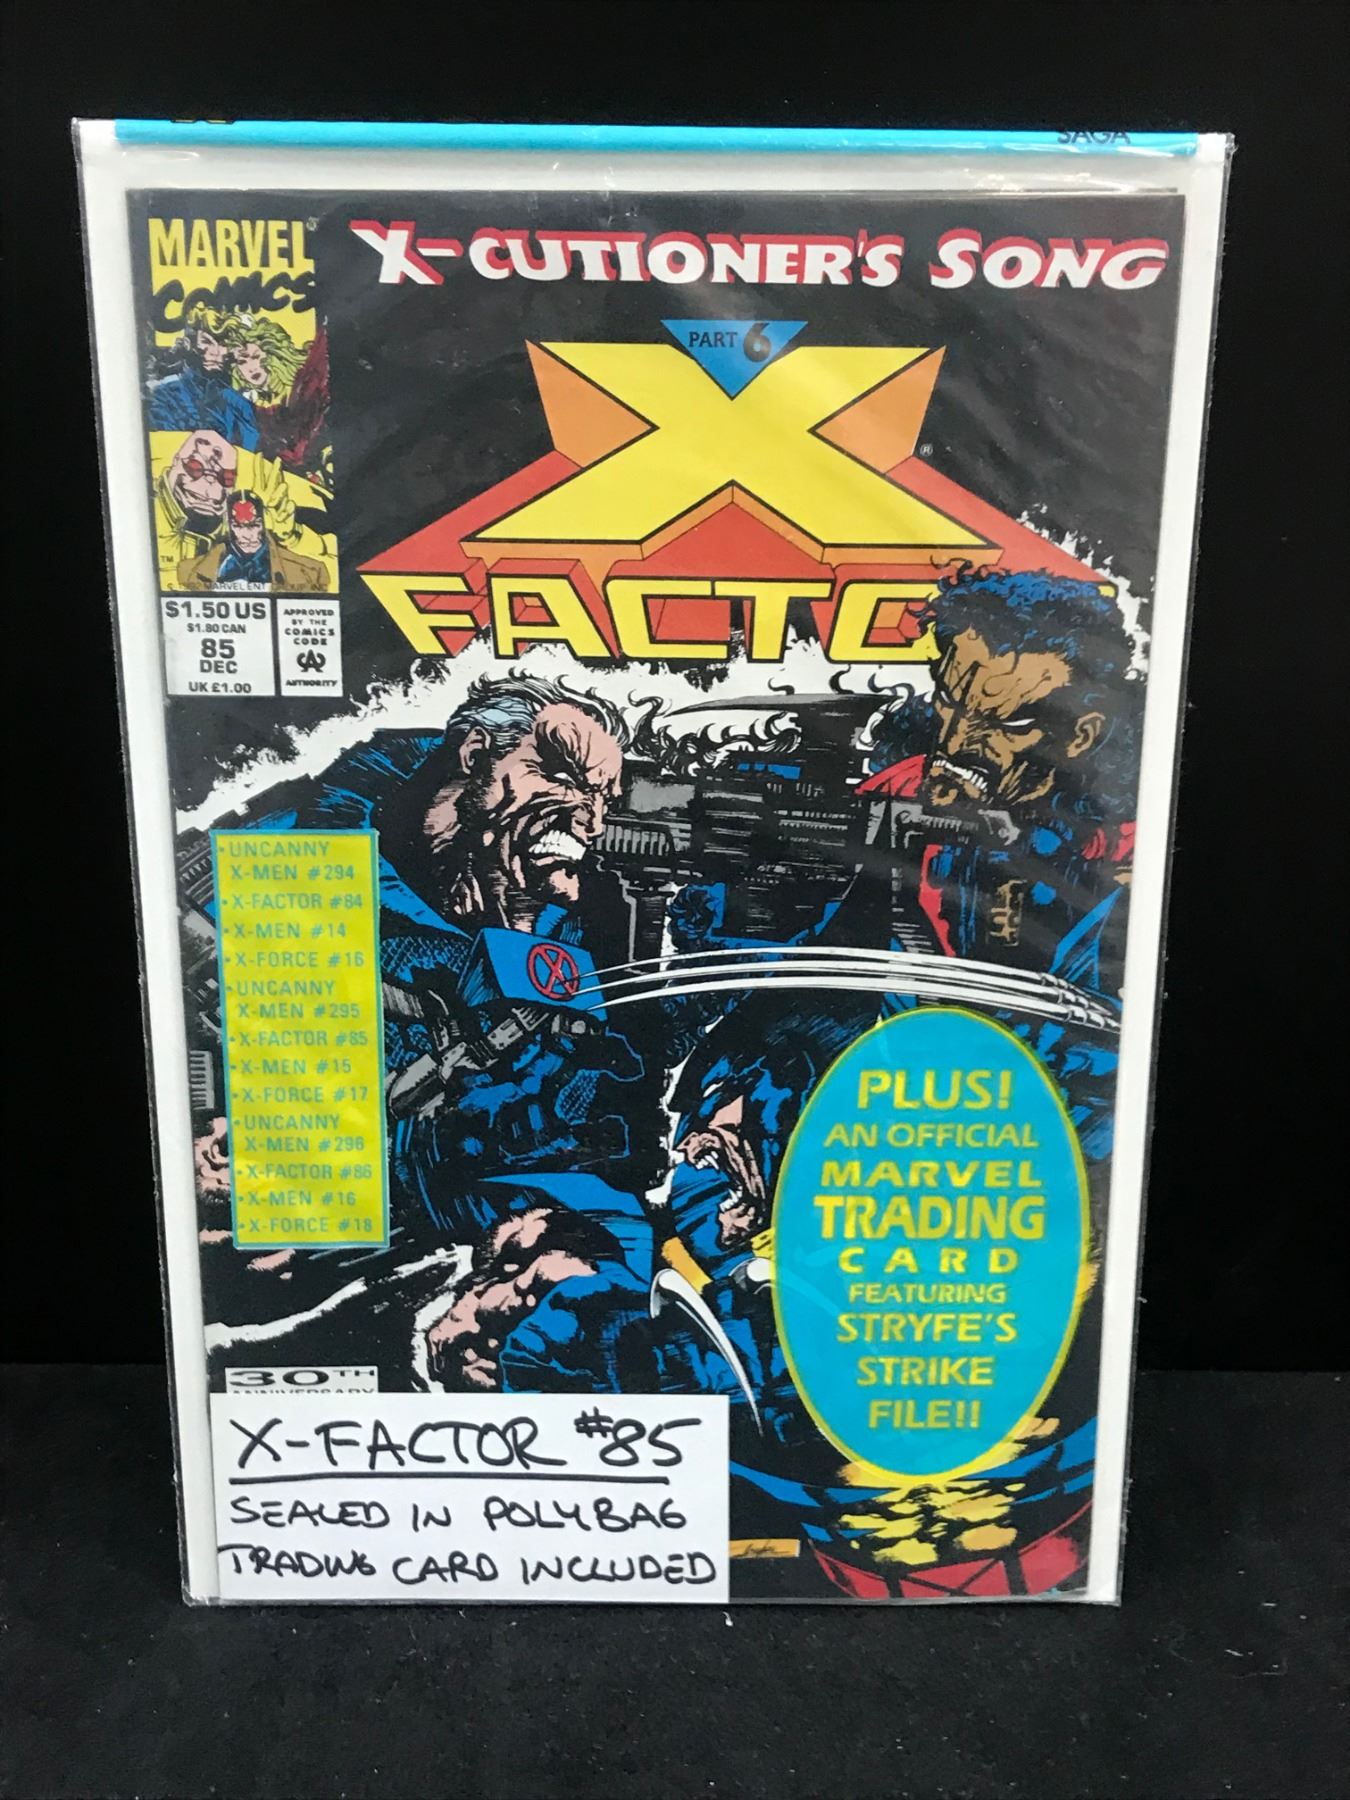 SAGA
MARVEL®
COMICS
X-CUTIONER'S SONG
PART 6
X
®
FACTO
TM
$1.50 US
$1.80 CAN
85
DEC
UK £1.00
APPROVED
BY THE
COMICS
CODE
CA
AUTHORITY
•UNCANNY
X-MEN #294
•X-FACTOR #84
•X-MEN #14
•X-FORCE #16
•UNCANNY
X-MEN #295
•X-FACTOR #85
•X-MEN #15
•X-FORCE #17
•UNCANNY
X-MEN #296
•X-FACTOR #86
•X-MEN #16
•X-FORCE #18
PLUS!
AN OFFICIAL
MARVEL
TRADING
CARD
FEATURING
STRYFE'S
STRIKE
FILE!!
30TH
ANNIVERSARY
X-FACTOR #85
SEALED IN POLYBAG
TRADING CARD INCLUDED